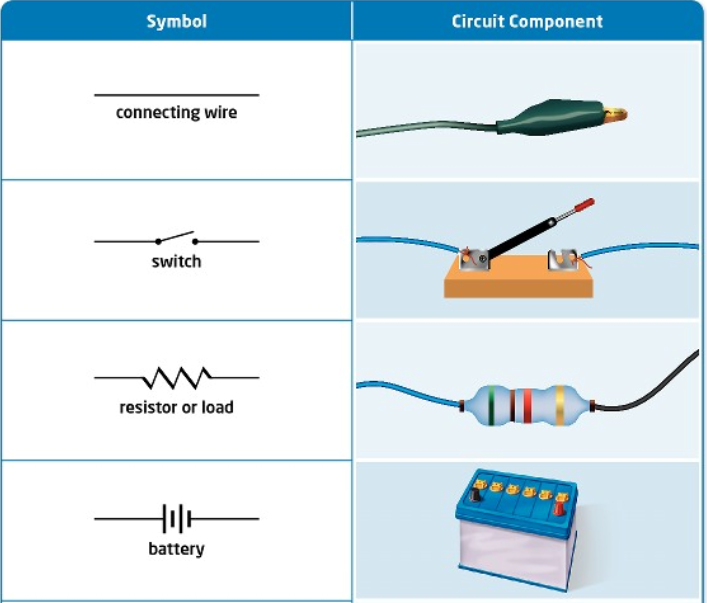 Symbol
Circuit Component
connecting wire
switch
resistor or load
battery